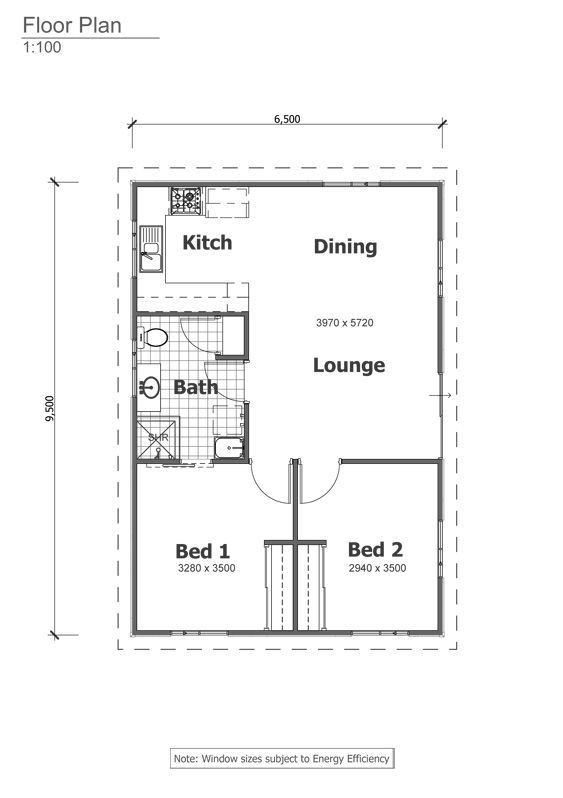 Floor Plan
1:100
6,500
9,500
Kitch
Dining
3970 x 5720
Lounge
Bath
SHR
Bed 1
3280 x 3500
Bed 2
2940 x 3500
Note: Window sizes subject to Energy Efficiency